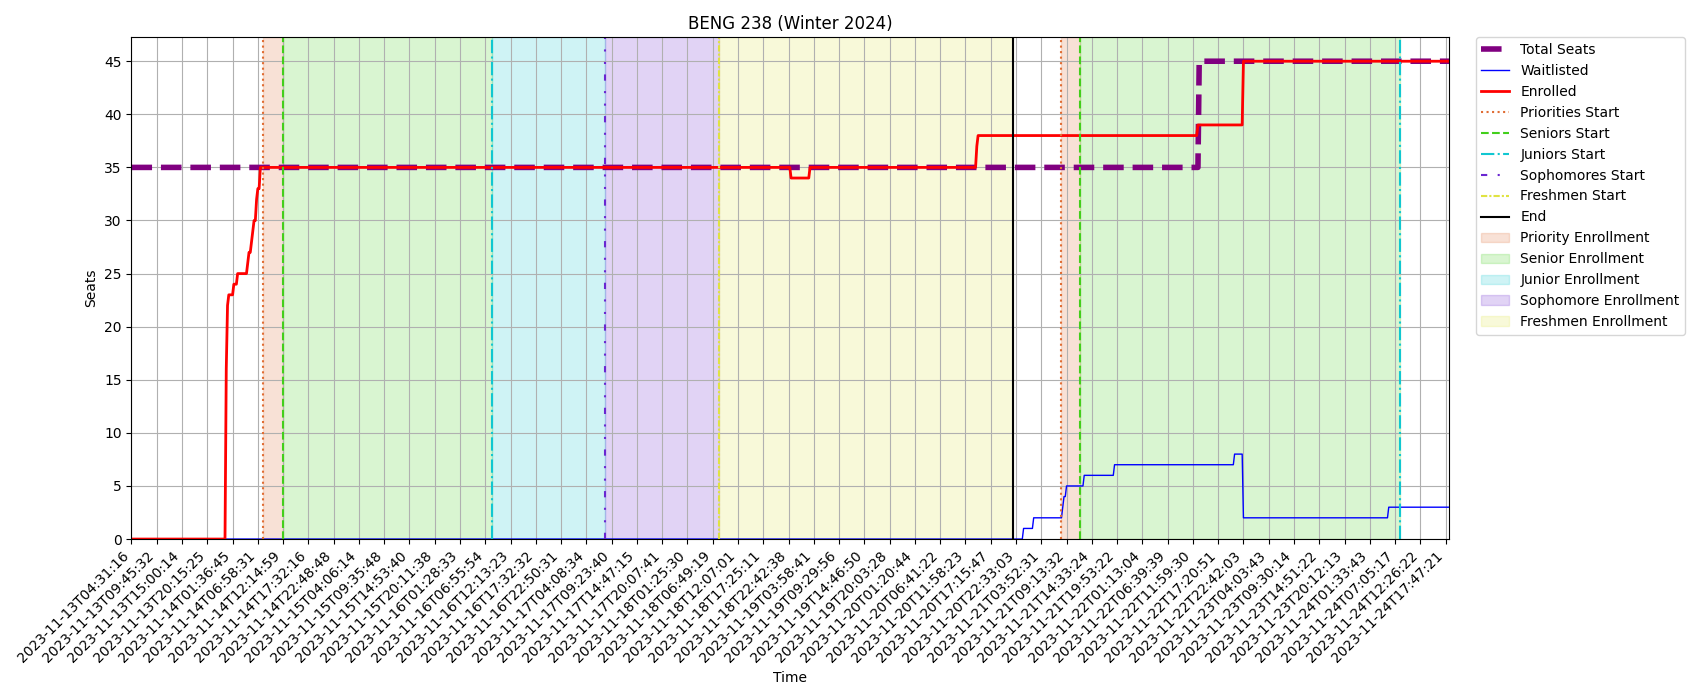 BENG 238 (Winter 2024)
Seats
45
40
35
30
25
20
15
10
5
0
2023-11-13T04:31:16
2023-11-13T09:45:32
2023-11-13T15:00:14
2023-11-13T20:15:25
2023-11-14T01:36:45
2023-11-14T06:58:31
2023-11-14T12:14:59
2023-11-14T17:32:16
2023-11-14T22:48:48
2023-11-15T04:06:14
2023-11-15T09:35:48
2023-11-15T14:53:40
2023-11-15T20:11:38
2023-11-16T01:28:33
2023-11-16T06:55:54
2023-11-16T12:13:23
2023-11-16T17:32:32
2023-11-16T22:50:31
2023-11-17T04:08:34
2023-11-17T09:23:40
2023-11-17T14:47:15
2023-11-17T20:07:41
2023-11-18T01:25:30
2023-11-18T06:49:19
2023-11-18T12:07:01
2023-11-18T17:25:11
2023-11-18T22:42:38
2023-11-19T03:58:41
2023-11-19T09:29:56
2023-11-19T14:46:50
2023-11-19T20:03:28
2023-11-20T01:20:44
2023-11-20T06:41:22
2023-11-20T11:58:23
2023-11-20T17:15:47
2023-11-20T22:33:03
2023-11-21T03:52:31
2023-11-21T09:13:32
2023-11-21T14:33:24
2023-11-21T19:53:22
2023-11-22T01:13:04
2023-11-22T06:39:39
2023-11-22T11:59:30
2023-11-22T17:20:51
2023-11-22T22:42:03
2023-11-23T04:03:43
2023-11-23T09:30:14
2023-11-23T14:51:22
2023-11-23T20:12:13
2023-11-24T01:33:43
2023-11-24T07:05:17
2023-11-24T12:26:22
2023-11-24T17:47:21
Time
Total Seats
Waitlisted
Enrolled
Priorities Start
Seniors Start
Juniors Start
Sophomores Start
Freshmen Start
End
Priority Enrollment
Senior Enrollment
Junior Enrollment
Sophomore Enrollment
Freshmen Enrollment